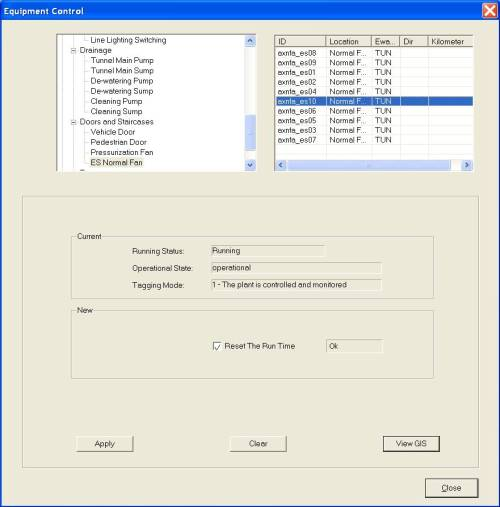 Equipment Control
Line Lighting Switching
Drainage
Tunnel Main Pump
Tunnel Main Sump
De-watering Pump
De-watering Sump
Cleaning Pump
Cleaning Sump
Doors and Staircases
Vehicle Door
Pedestrian Door
Pressurization Fan
ES Normal Fan
ID Location Ewa... Dir Kilometer
axnfa_es08 Normal F... TUN
axnfa_es09 Normal F... TUN
axnfa_es01 Normal F... TUN
axnfa_es02 Normal F... TUN
axnfa_es04 Normal F... TUN
axnfa_es10 Normal F... TUN
axnfa_es06 Normal F... TUN
axnfa_es05 Normal F... TUN
axnfa_es03 Normal F... TUN
axnfa_es07 Normal F... TUN
Current
Running Status: Running
Operational State: operational
Tagging Mode: 1 - The plant is controlled and monitored
New
Reset The Run Time Ok
Apply Clear View GIS
Close